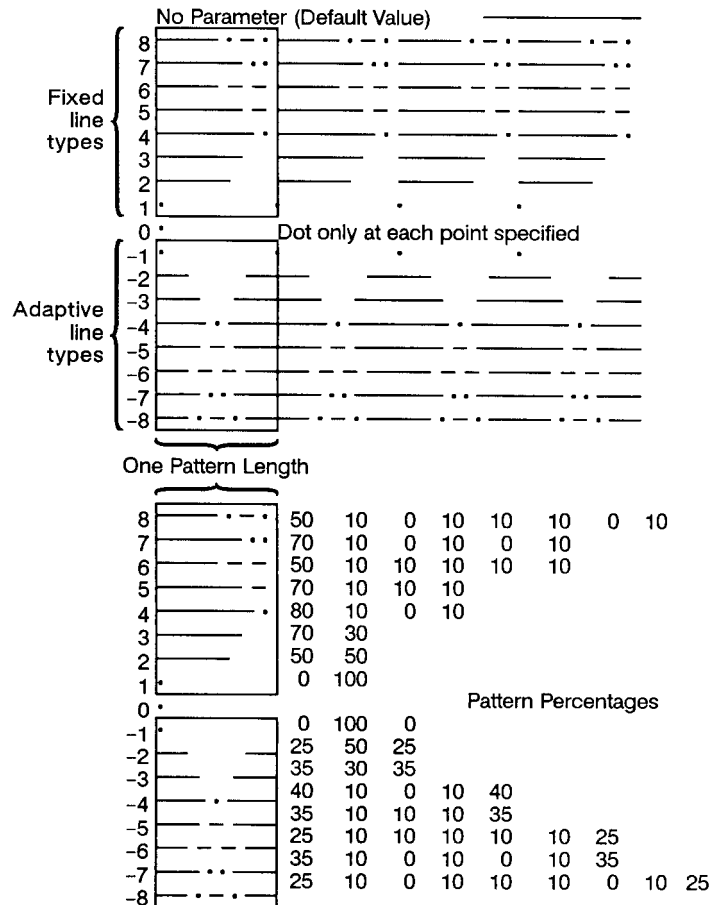 No Parameter (Default Value)
Fixed
line
types
8
7
6
5
4
3
2
1
0 Dot only at each point specified
Adaptive
line
types
-1
-2
-3
-4
-5
-6
-7
-8
One Pattern Length
8 50 10 0 10 10 10 0 10
7 70 10 0 10 0 10
6 50 10 10 10 10 10
5 70 10 10 10
4 80 10 0 10
3 70 30
2 50 50
1 0 100
0 Pattern Percentages
-1 0 100 0
-2 25 50 25
-3 35 30 35
-4 40 10 0 10 40
-5 35 10 10 10 35
-6 25 10 10 10 10 10 25
-7 35 10 0 10 0 10 35
-8 25 10 0 10 10 10 0 10 25